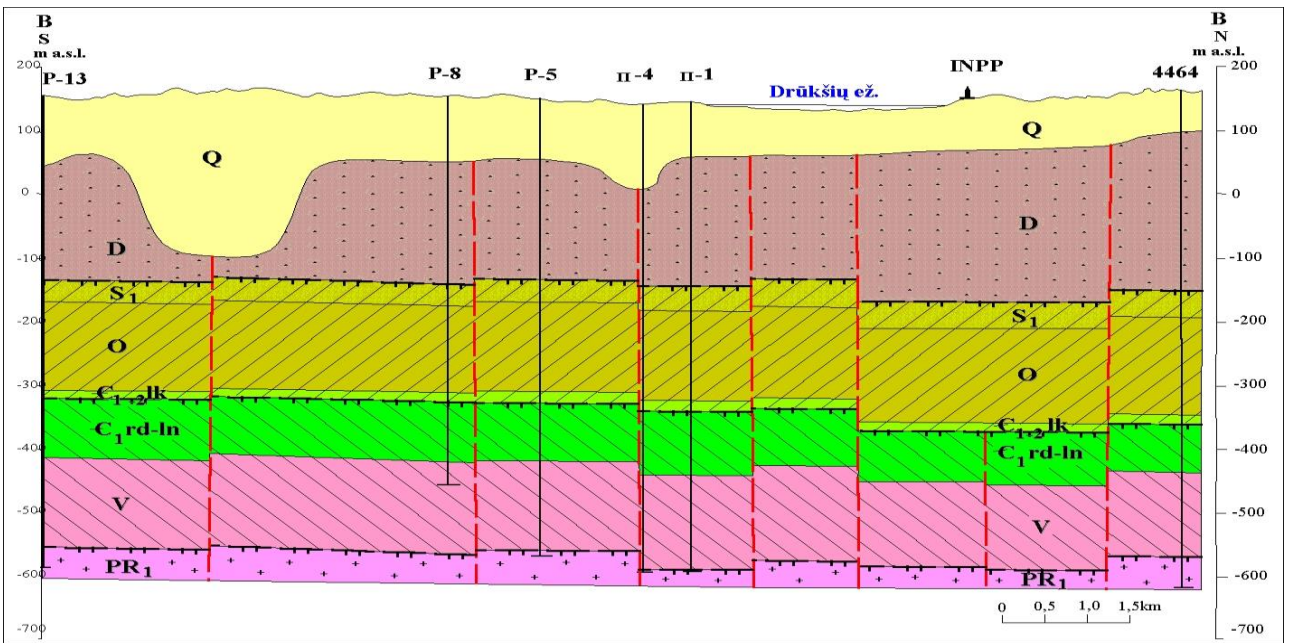 B
S
m a.s.l.
B
N
m a.s.l.
P-13
P-8
P-5
π-4
π-1
Drūkšių ež.
INPP
4464
200
100
0
-100
-200
-300
-400
-500
-600
-700
200
100
0
-100
-200
-300
-400
-500
-600
-700
Q
Q
D
D
S1
S1
O
O
C1+2lk
C1+2lk
C1rd-ln
C1rd-ln
V
V
PR1
PR1
0 0,5 1,0 1,5km